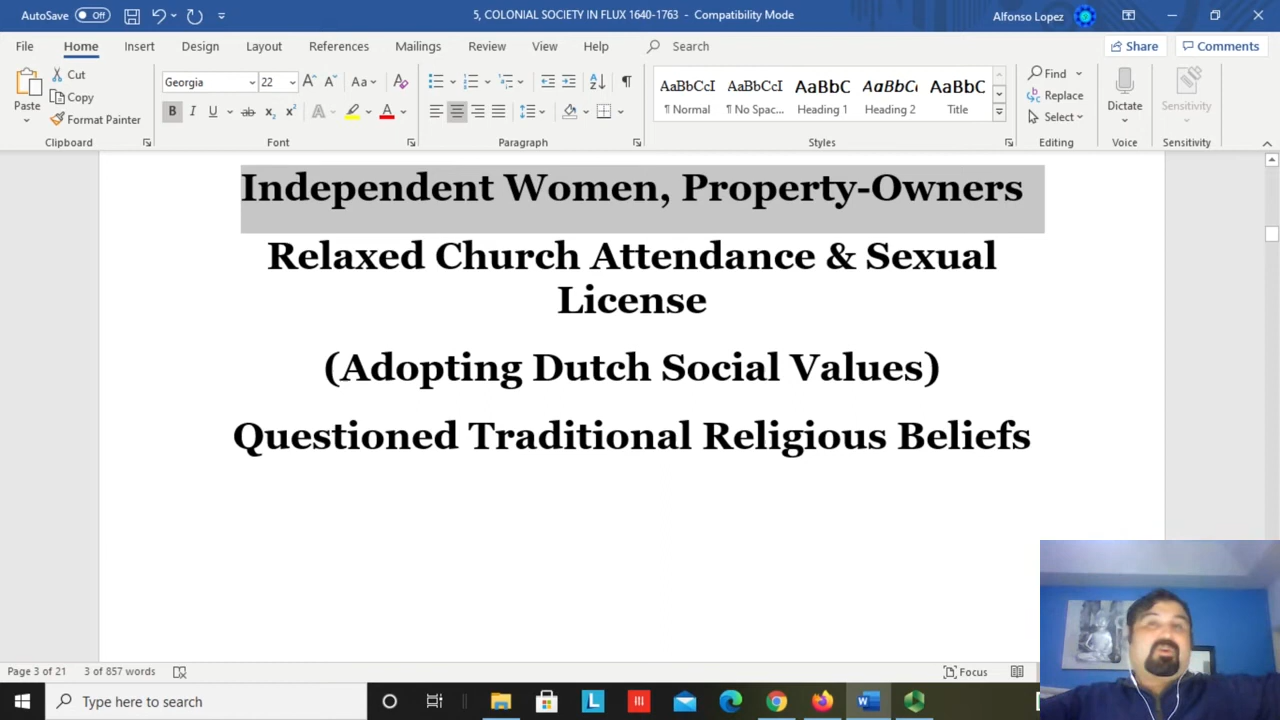 AutoSave Off
5, COLONIAL SOCIETY IN FLUX 1640-1763 - Compatibility Mode
Alfonso Lopez
File Home Insert Design Layout References Mailings Review View Help Search Share Comments
Paste
Cut
Copy
Format Painter
Clipboard
Georgia 22
Font
Paragraph
AaBbCcI AaBbCcI AaBbC AaBbCc AaBbC
¶ Normal ¶ No Spac... Heading 1 Heading 2 Title
Styles
Find
Replace
Select
Editing
Dictate
Voice
Sensitivity
Sensitivity
Independent Women, Property-Owners
Relaxed Church Attendance & Sexual
License
(Adopting Dutch Social Values)
Questioned Traditional Religious Beliefs
Page 3 of 21 3 of 857 words Focus
Type here to search